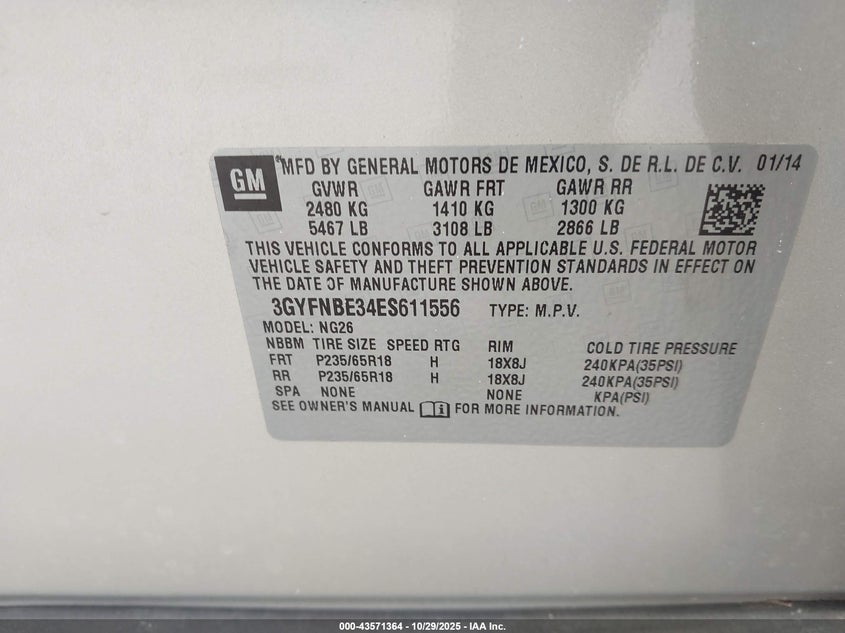 GM
MFD BY GENERAL MOTORS DE MEXICO, S. DE R.L. DE C.V. 01/14
GVWR GAWR FRT GAWR RR
2480 KG 1410 KG 1300 KG
5467 LB 3108 LB 2866 LB
THIS VEHICLE CONFORMS TO ALL APPLICABLE U.S. FEDERAL MOTOR
VEHICLE SAFETY AND THEFT PREVENTION STANDARDS IN EFFECT ON
THE DATE OF MANUFACTURE SHOWN ABOVE.
3GYFNBE34ES611556 TYPE: M.P.V.
MODEL: NG26
NBBM TIRE SIZE SPEED RTG RIM COLD TIRE PRESSURE
FRT P235/65R18 H 18X8J 240KPA(35PSI)
RR P235/65R18 H 18X8J 240KPA(35PSI)
SPA NONE NONE KPA(PSI)
SEE OWNER'S MANUAL i FOR MORE INFORMATION.
000-43571364 - 10/29/2025 - IAA Inc.